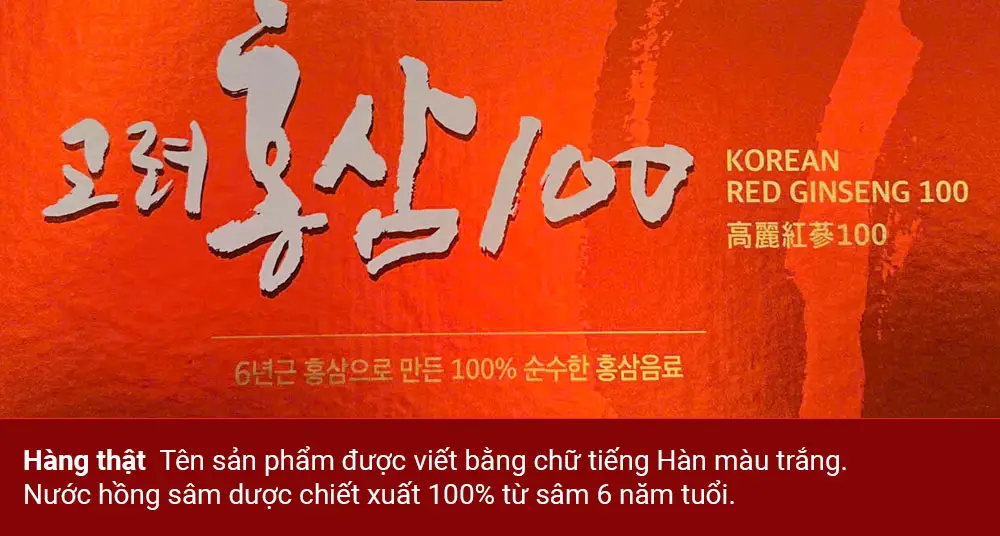 고려홍삼100
KOREAN
RED GINSENG 100
高麗紅蔘100
6년근 홍삼으로 만든 100% 순수한 홍삼음료
Hàng thật Tên sản phẩm được viết bằng chữ tiếng Hàn màu trắng.
Nước hồng sâm dược chiết xuất 100% từ sâm 6 năm tuổi.